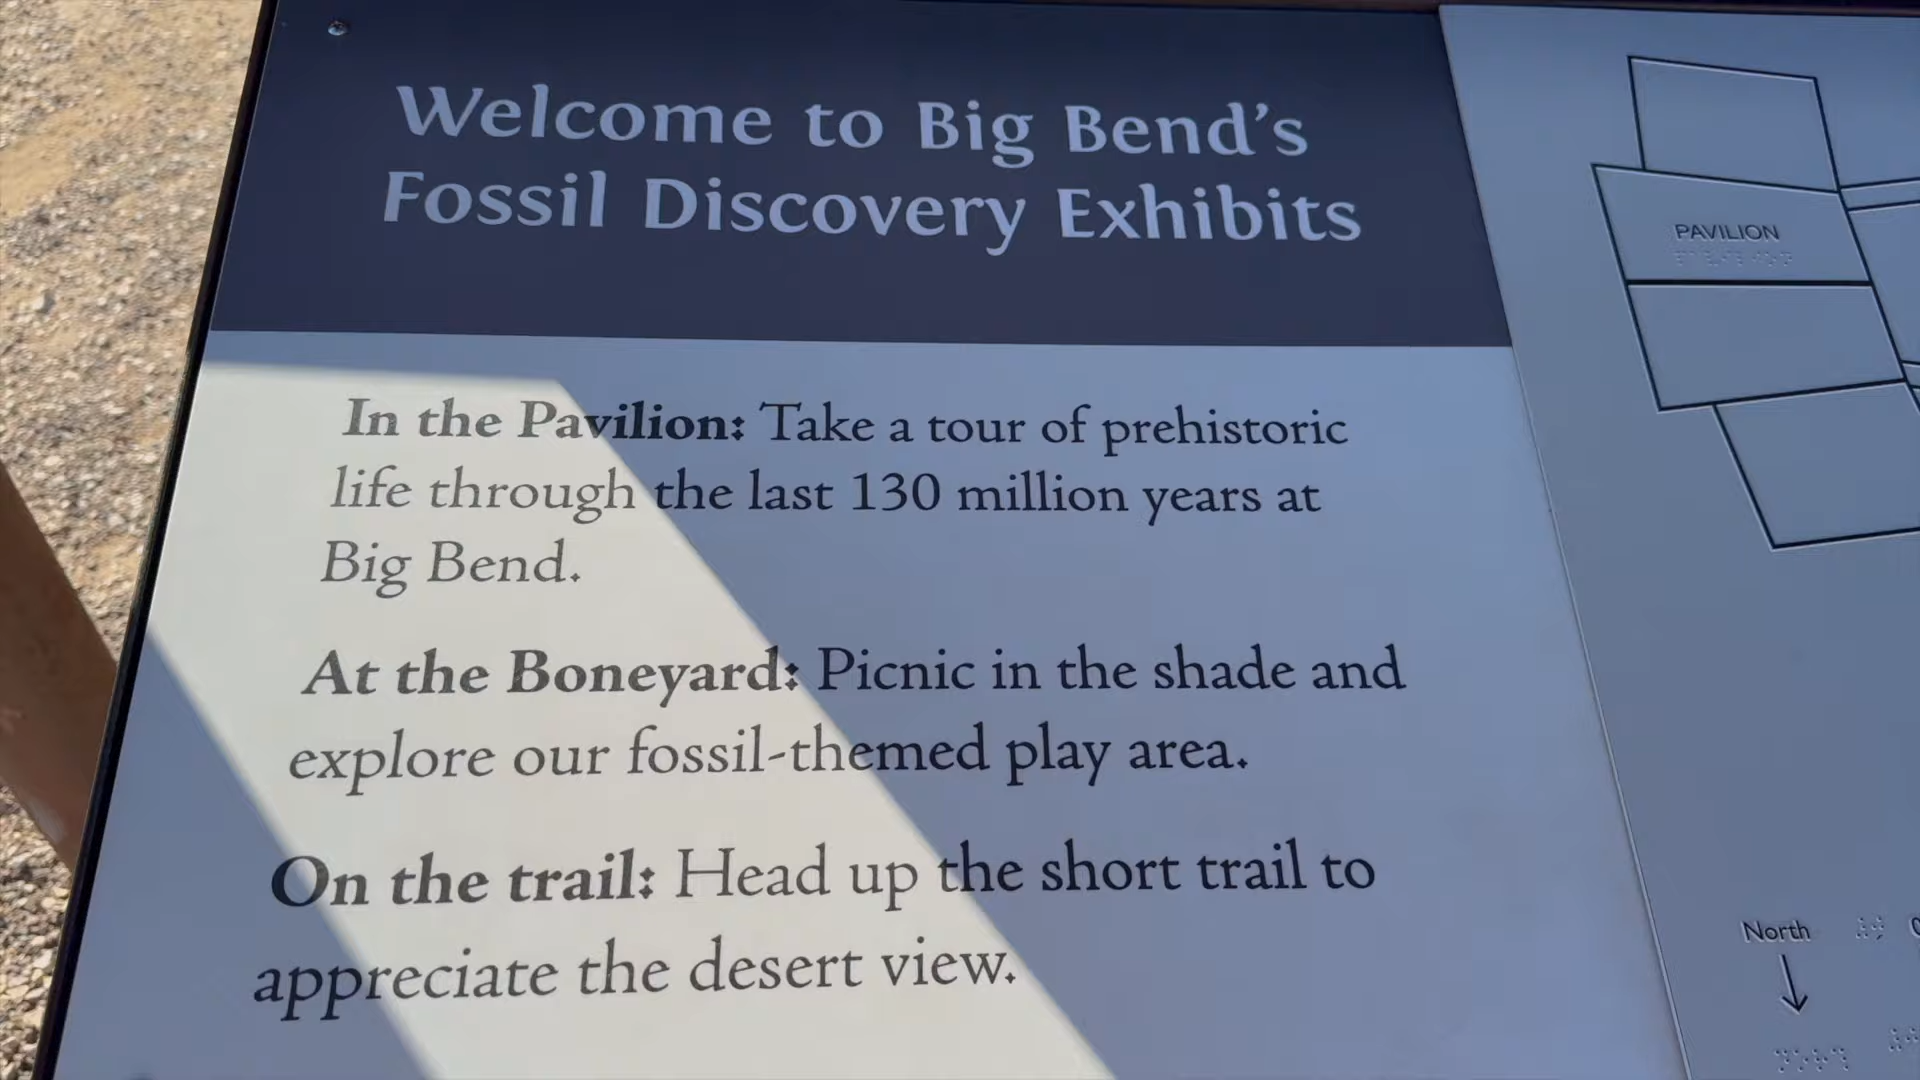 Welcome to Big Bend's
Fossil Discovery Exhibits
In the Pavilion: Take a tour of prehistoric
life through the last 130 million years at
Big Bend.
At the Boneyard: Picnic in the shade and
explore our fossil-themed play area.
On the trail: Head up the short trail to
appreciate the desert view.
PAVILION
North